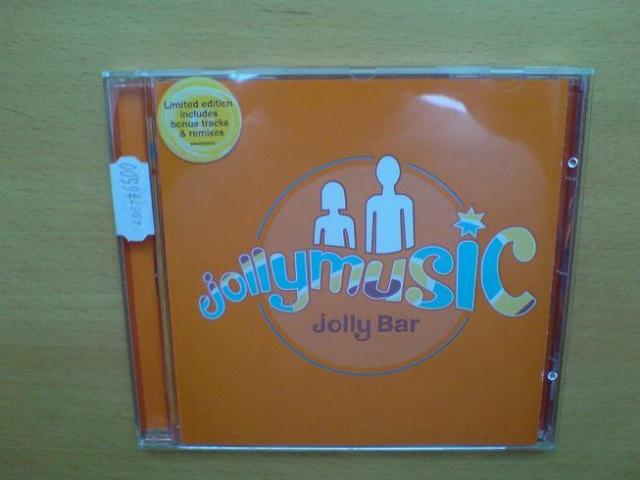 Limited edition
includes
bonus tracks
& remixes
jollymusic
Jolly Bar